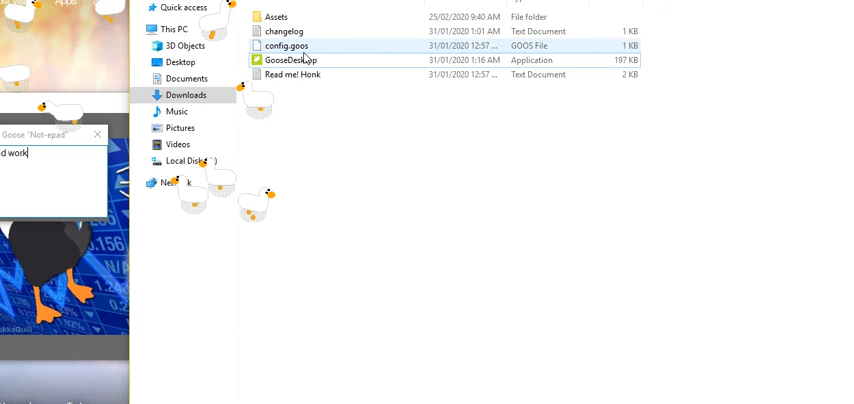 Apps
Quick access
This PC
3D Objects
Desktop
Documents
Downloads
Music
Pictures
Videos
Local Disk
Goose "Not-epad"
d work
Assets 25/02/2020 9:40 AM File folder
changelog 31/01/2020 1:01 AM Text Document 1 KB
config.goos 31/01/2020 12:57 ... GOOS File 1 KB
GooseDesktop 31/01/2020 1:16 AM Application 197 KB
Read me! Honk 31/01/2020 12:57 ... Text Document 2 KB
0.156